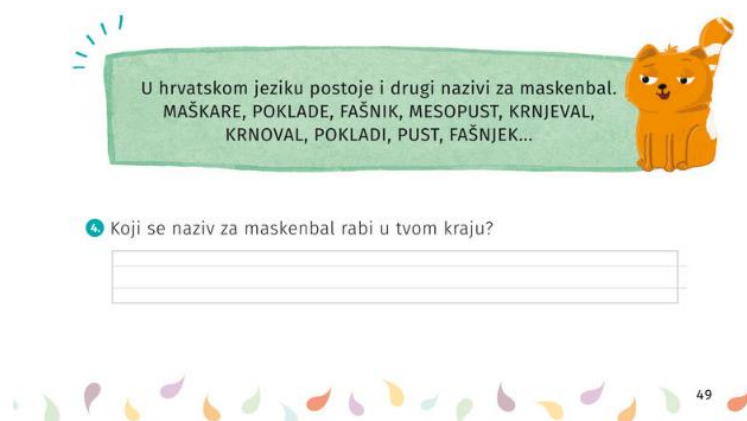 U hrvatskom jeziku postoje i drugi nazivi za maskenbal.
MAŠKARE, POKLADE, FAŠNIK, MESOPUST, KRNJEVAL,
KRNOVAL, POKLADI, PUST, FAŠNJEK...
4. Koji se naziv za maskenbal rabi u tvom kraju?
49